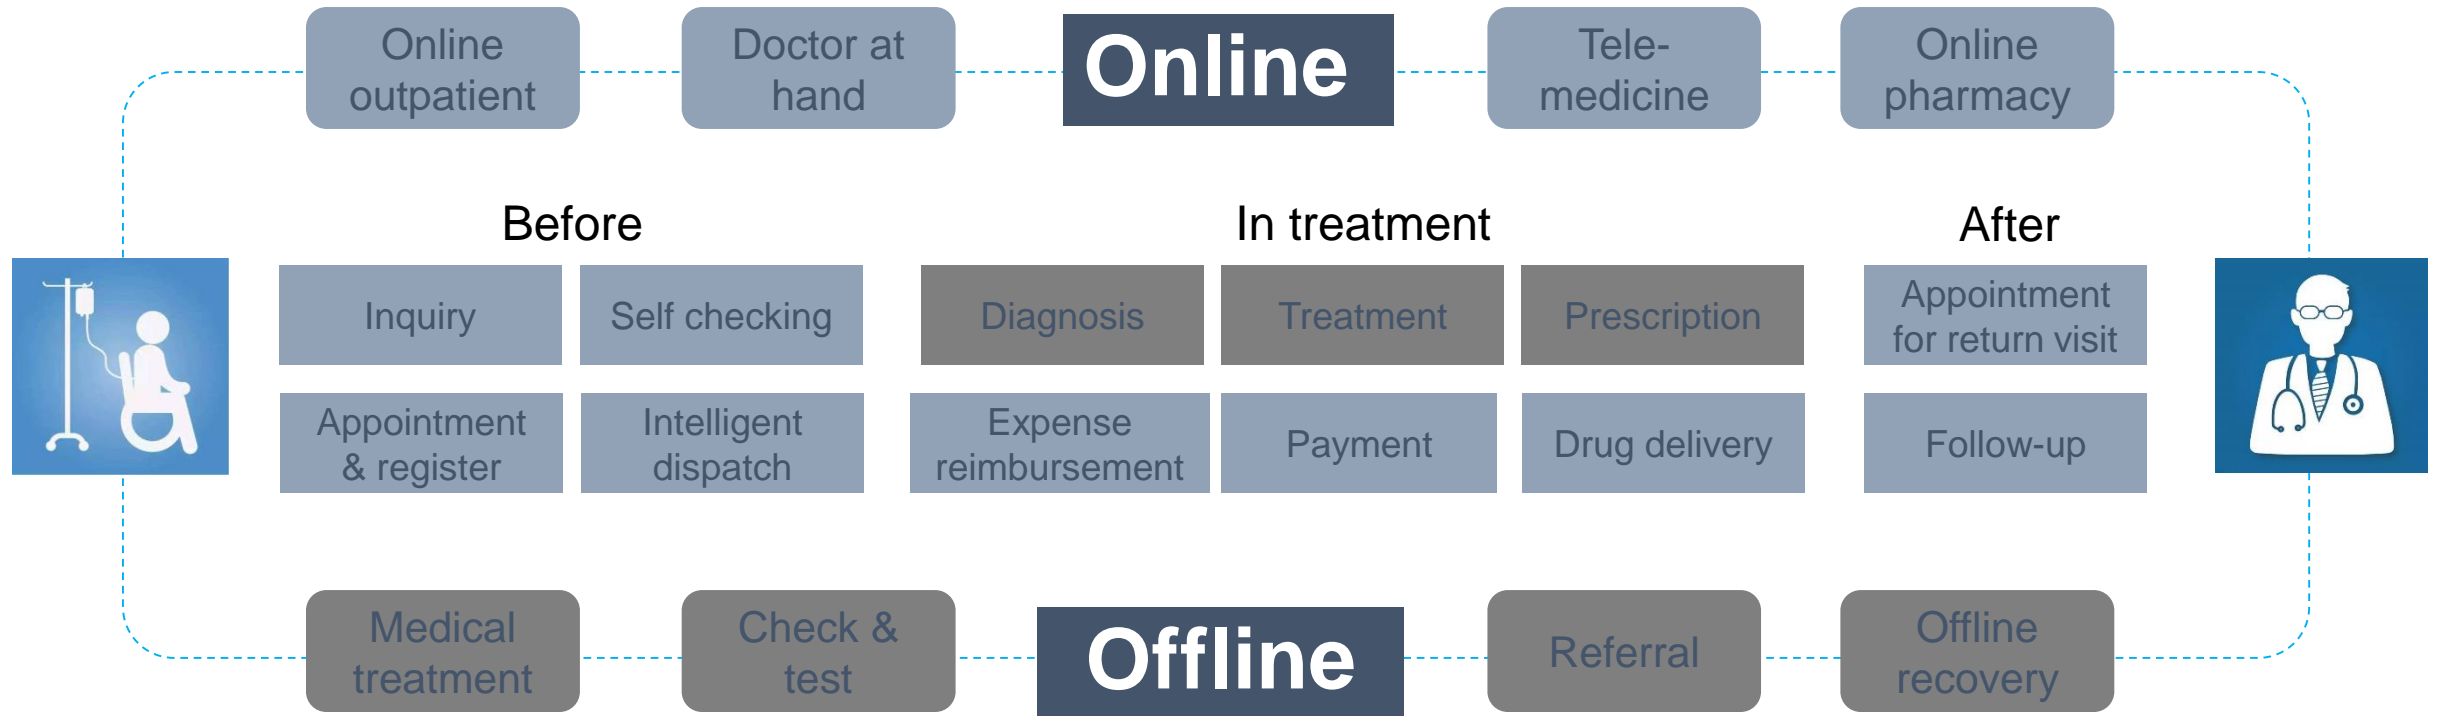 Online
outpatient
Doctor at
hand
Online
Tele-
medicine
Online
pharmacy
Before
In treatment
After
Inquiry
Self checking
Diagnosis
Treatment
Prescription
Appointment
for return visit
Appointment
& register
Intelligent
dispatch
Expense
reimbursement
Payment
Drug delivery
Follow-up
Medical
treatment
Check &
test
Offline
Referral
Offline
recovery